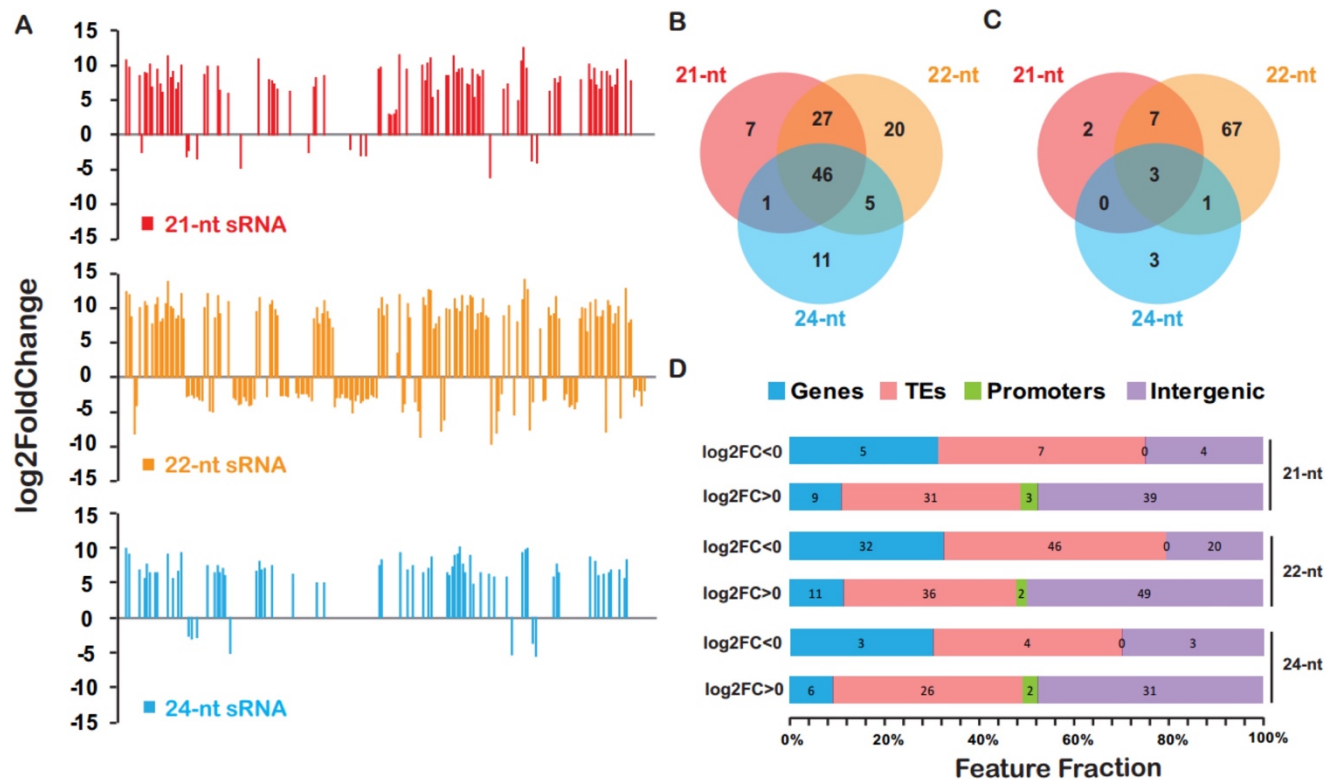 A
log2FoldChange
15
10
5
0
-5
-10
-15
21-nt sRNA
15
10
5
0
-5
-10
-15
22-nt sRNA
15
10
5
0
-5
-10
-15
24-nt sRNA
B
21-nt
22-nt
7
27
20
46
1
5
11
24-nt
C
21-nt
22-nt
2
7
67
3
0
1
3
24-nt
D
Genes TEs Promoters Intergenic
log2FC<0 5 7 0 4
21-nt
log2FC>0 9 31 3 39
log2FC<0 32 46 0 20
22-nt
log2FC>0 11 36 2 49
log2FC<0 3 4 0 3
24-nt
log2FC>0 6 26 2 31
0% 20% 40% 60% 80% 100%
Feature Fraction